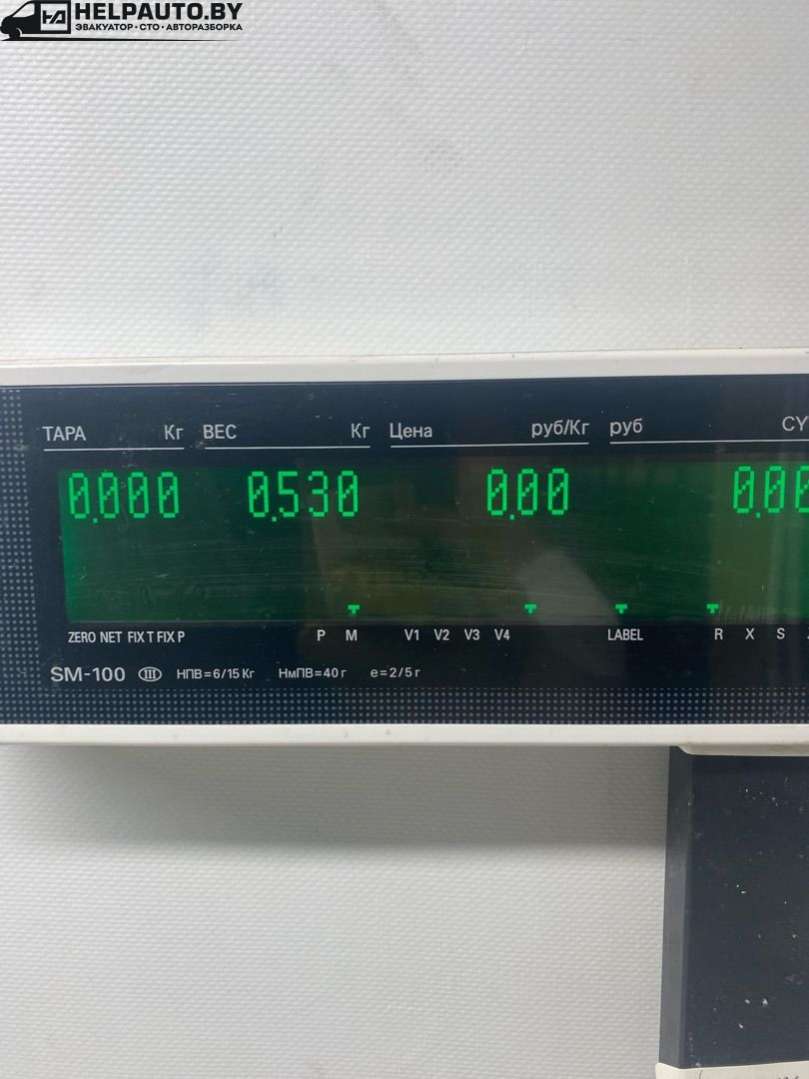 HELPAUTO.BY
ЭВАКУАТОР • СТО • АВТОРАЗБОРКА
ТАРА Кг ВЕС Кг Цена руб/Кг руб СУ
0.000 0.530 0.00 0.00
ZERO NET FIX T FIX P P M V1 V2 V3 V4 LABEL R X S
SM-100 III НПВ=6/15 Кг НмПВ=40 г e=2/5 г